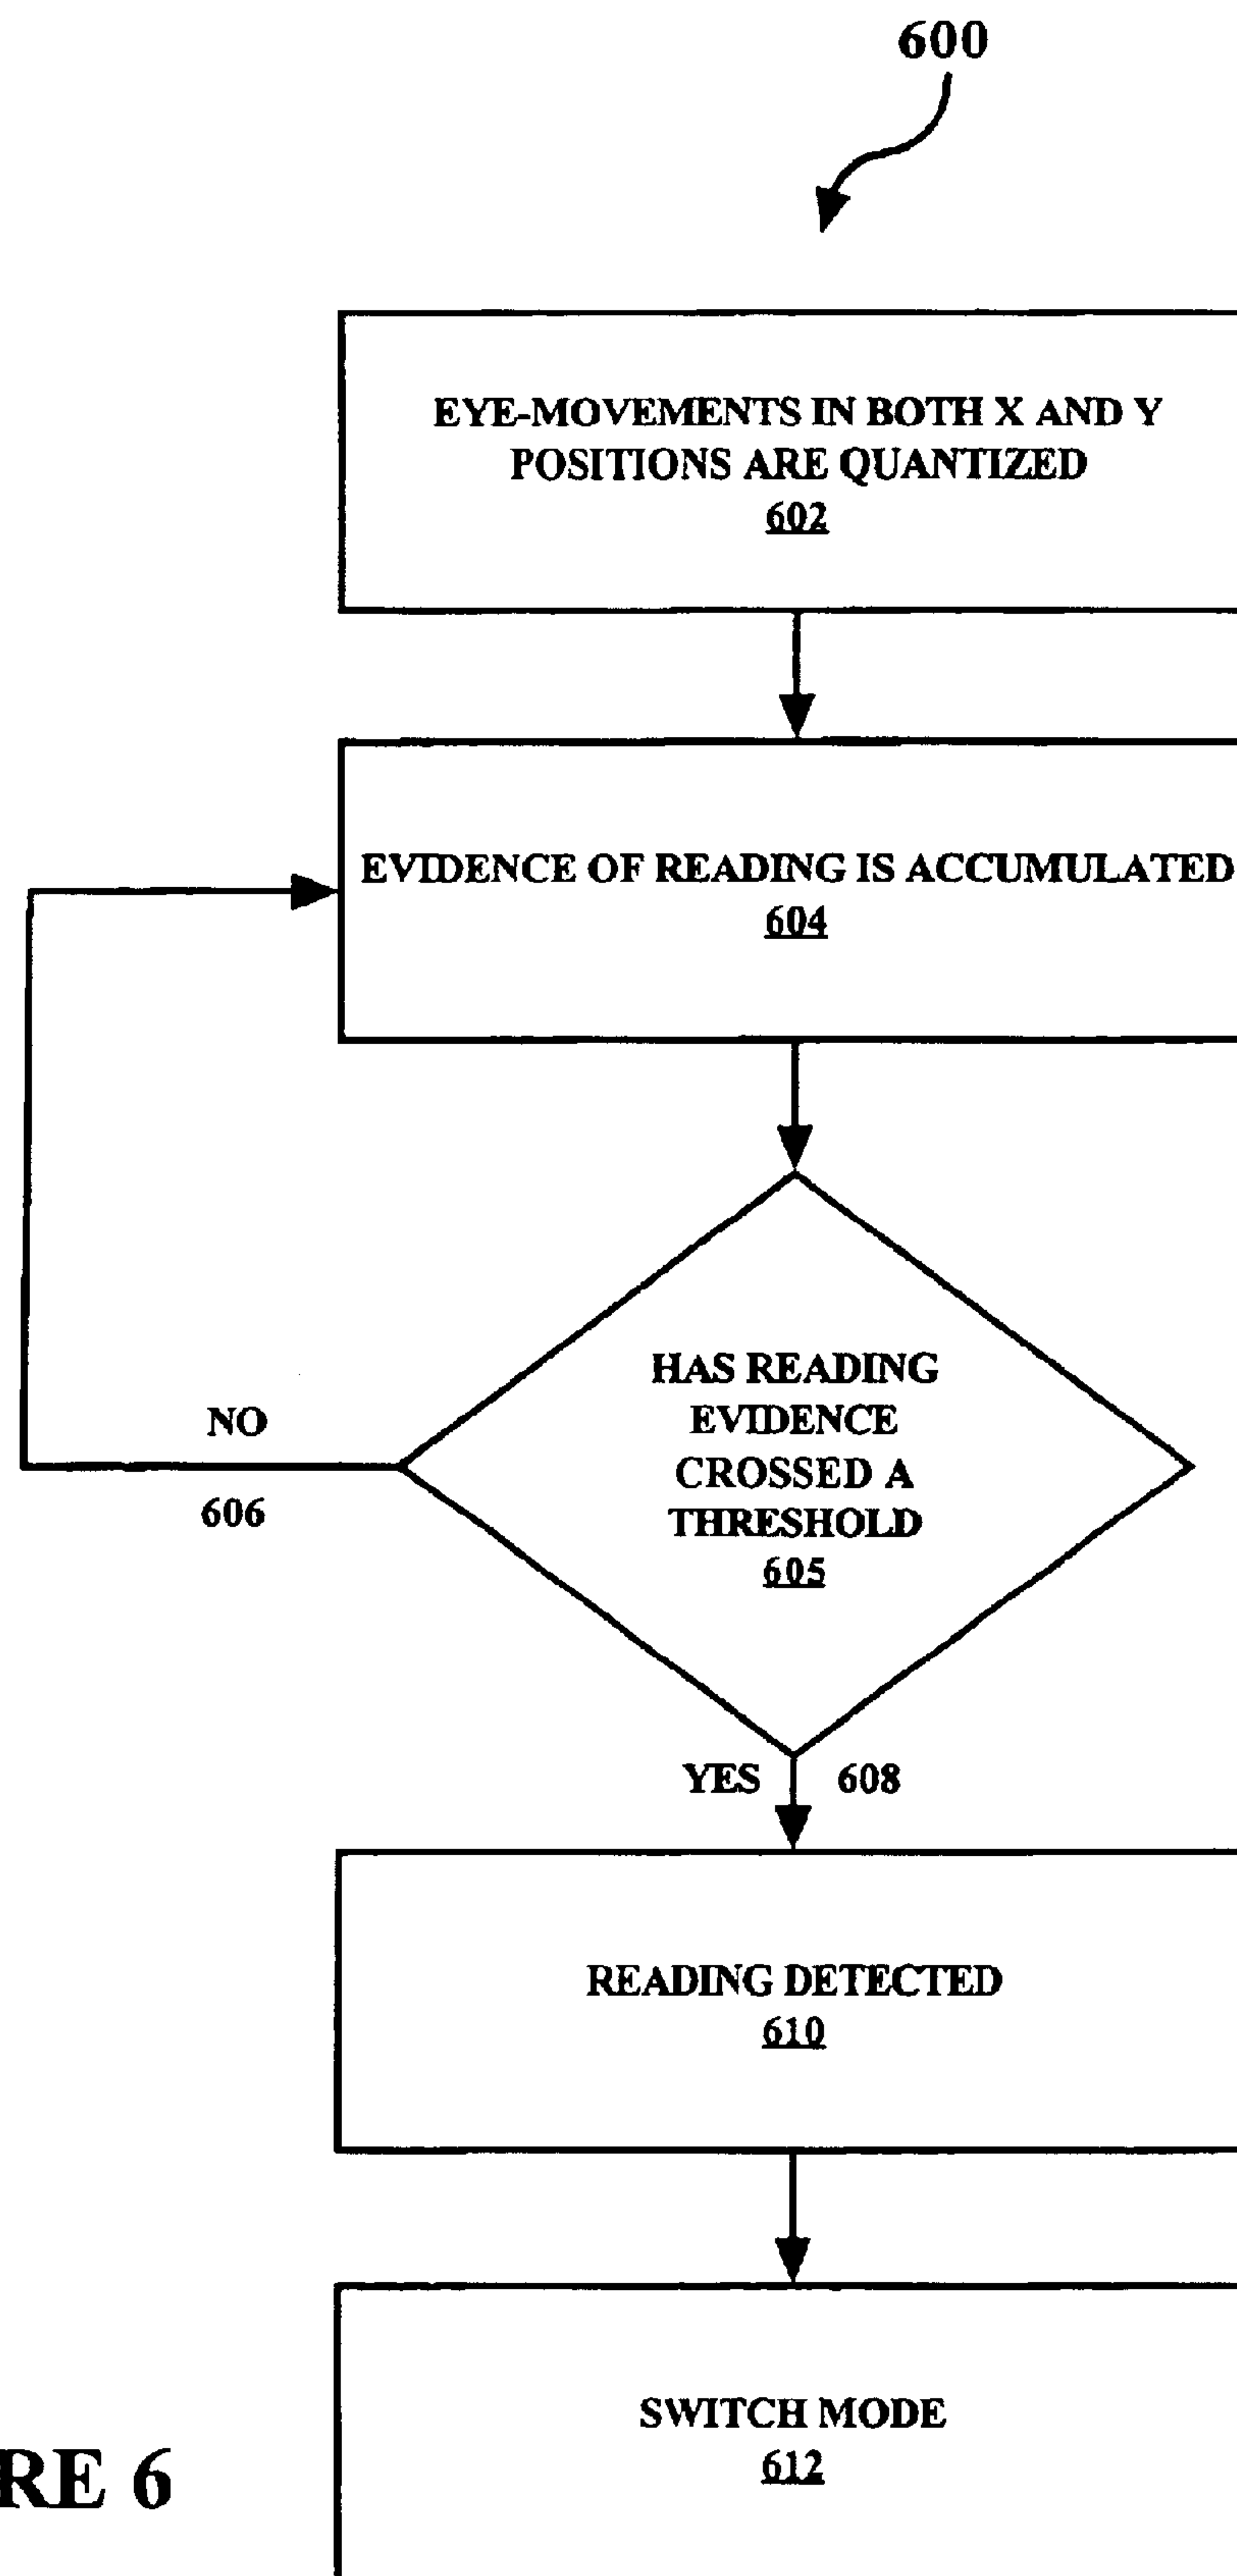 600
EYE-MOVEMENTS IN BOTH X AND Y
POSITIONS ARE QUANTIZED
602
EVIDENCE OF READING IS ACCUMULATED
604
HAS READING
EVIDENCE
CROSSED A
THRESHOLD
605
NO
606
YES 608
READING DETECTED
610
SWITCH MODE
612
RE 6